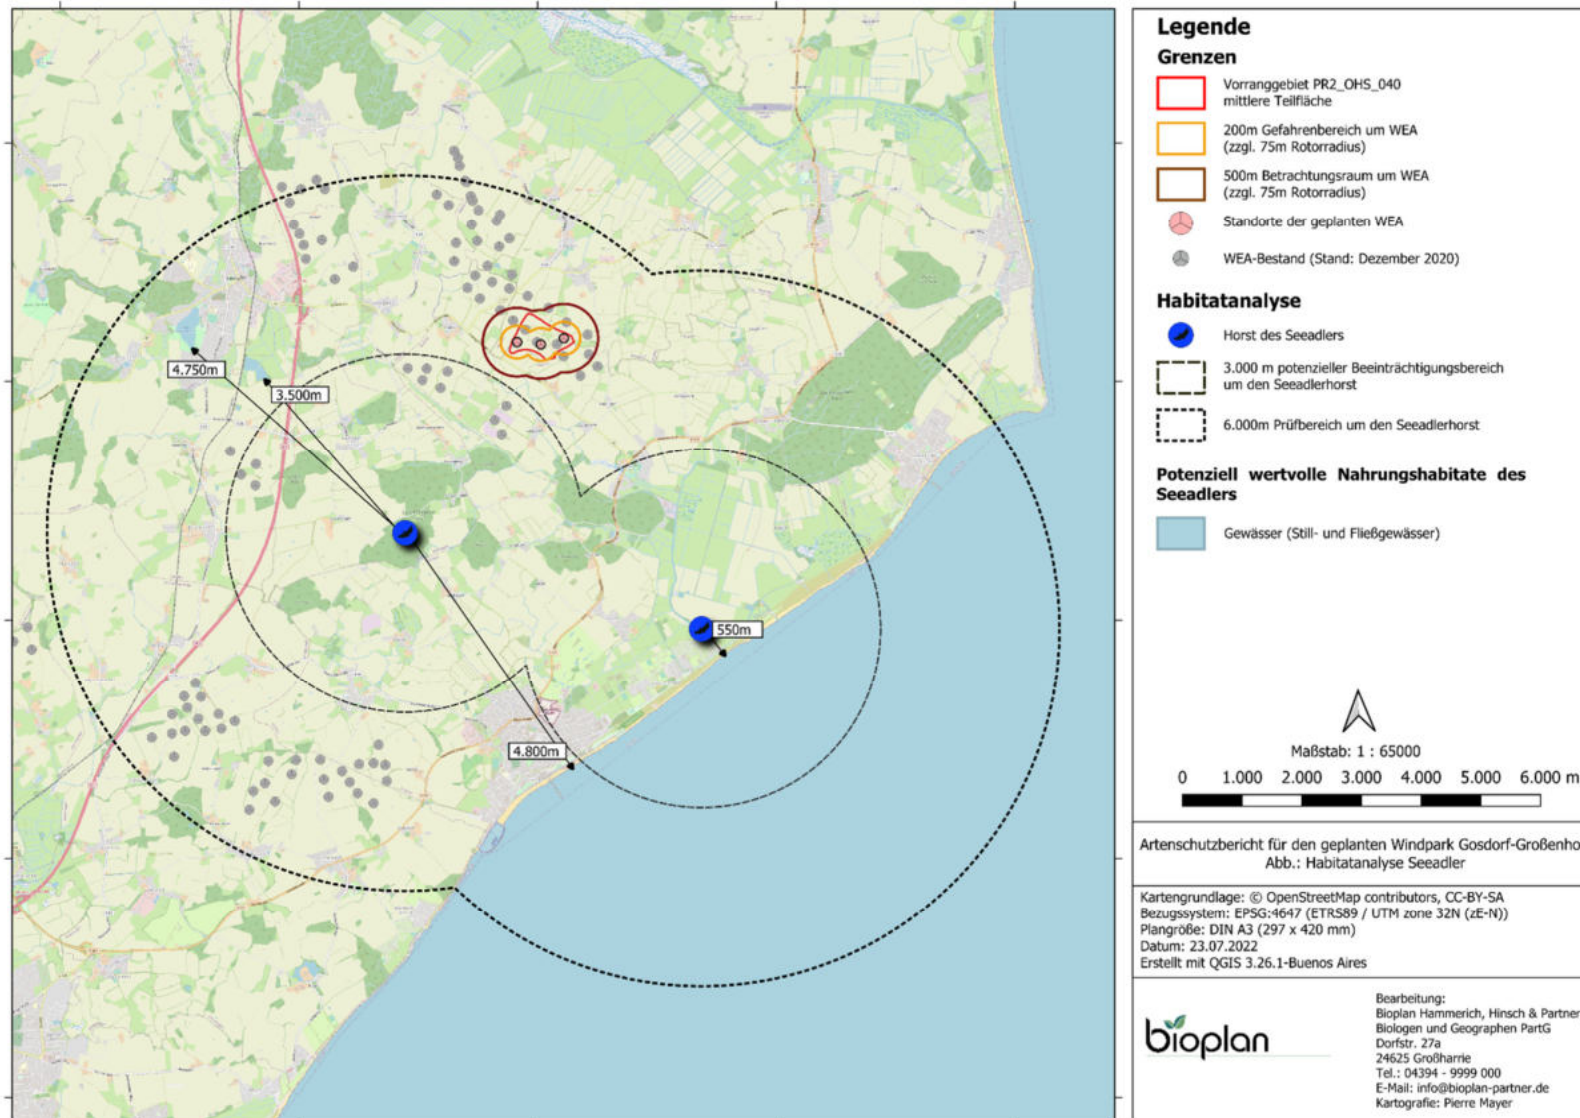 4.750m
3.500m
550m
4.800m
Legende
Grenzen
Vorranggebiet PR2_OHS_040
mittlere Teilfläche
200m Gefahrenbereich um WEA
(zzgl. 75m Rotorradius)
500m Betrachtungsraum um WEA
(zzgl. 75m Rotorradius)
Standorte der geplanten WEA
WEA-Bestand (Stand: Dezember 2020)
Habitatanalyse
Horst des Seeadlers
3.000 m potenzieller Beeinträchtigungsbereich
um den Seeadlerhorst
6.000m Prüfbereich um den Seeadlerhorst
Potenziell wertvolle Nahrungshabitate des
Seeadlers
Gewässer (Still- und Fließgewässer)
Maßstab: 1 : 65000
0 1.000 2.000 3.000 4.000 5.000 6.000 m
Artenschutzbericht für den geplanten Windpark Gosdorf-Großenho
Abb.: Habitatanalyse Seeadler
Kartengrundlage: © OpenStreetMap contributors, CC-BY-SA
Bezugssystem: EPSG:4647 (ETRS89 / UTM zone 32N (zE-N))
Plangröße: DIN A3 (297 x 420 mm)
Datum: 23.07.2022
Erstellt mit QGIS 3.26.1-Buenos Aires
bioplan
Bearbeitung:
Bioplan Hammerich, Hinsch & Partner
Biologen und Geographen PartG
Dorfstr. 27a
24625 Großharrie
Tel.: 04394 - 9999 000
E-Mail: info@bioplan-partner.de
Kartografie: Pierre Mayer